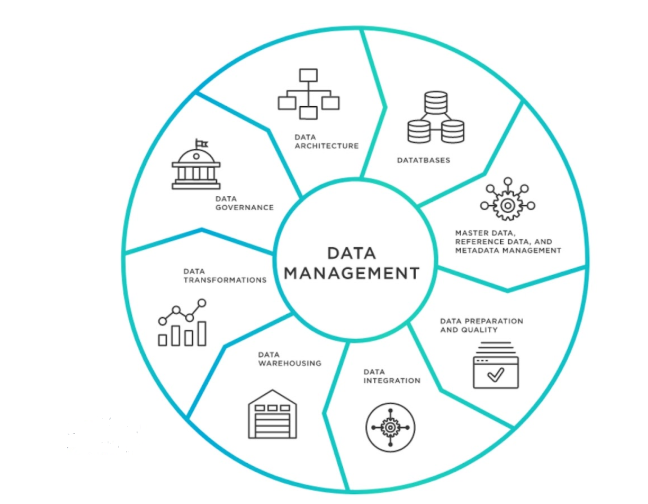 DATA
ARCHITECTURE
DATATBASES
MASTER DATA,
REFERENCE DATA, AND
METADATA MANAGEMENT
DATA PREPARATION
AND QUALITY
DATA
INTEGRATION
DATA
WAREHOUSING
DATA
TRANSFORMATIONS
DATA
GOVERNANCE
DATA
MANAGEMENT